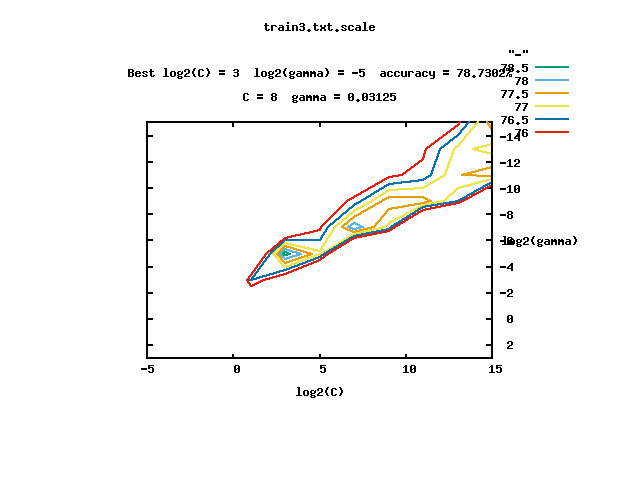 train3.txt.scale
"-"
Best log2(C) = 3  log2(gamma) = -5  accuracy = 78.7302%
78.5
78
77.5
77
76.5
76
C = 8  gamma = 0.03125
-14
-12
-10
-8
-6
log2(gamma)
-4
-2
0
2
-5 0 5 10 15
log2(C)